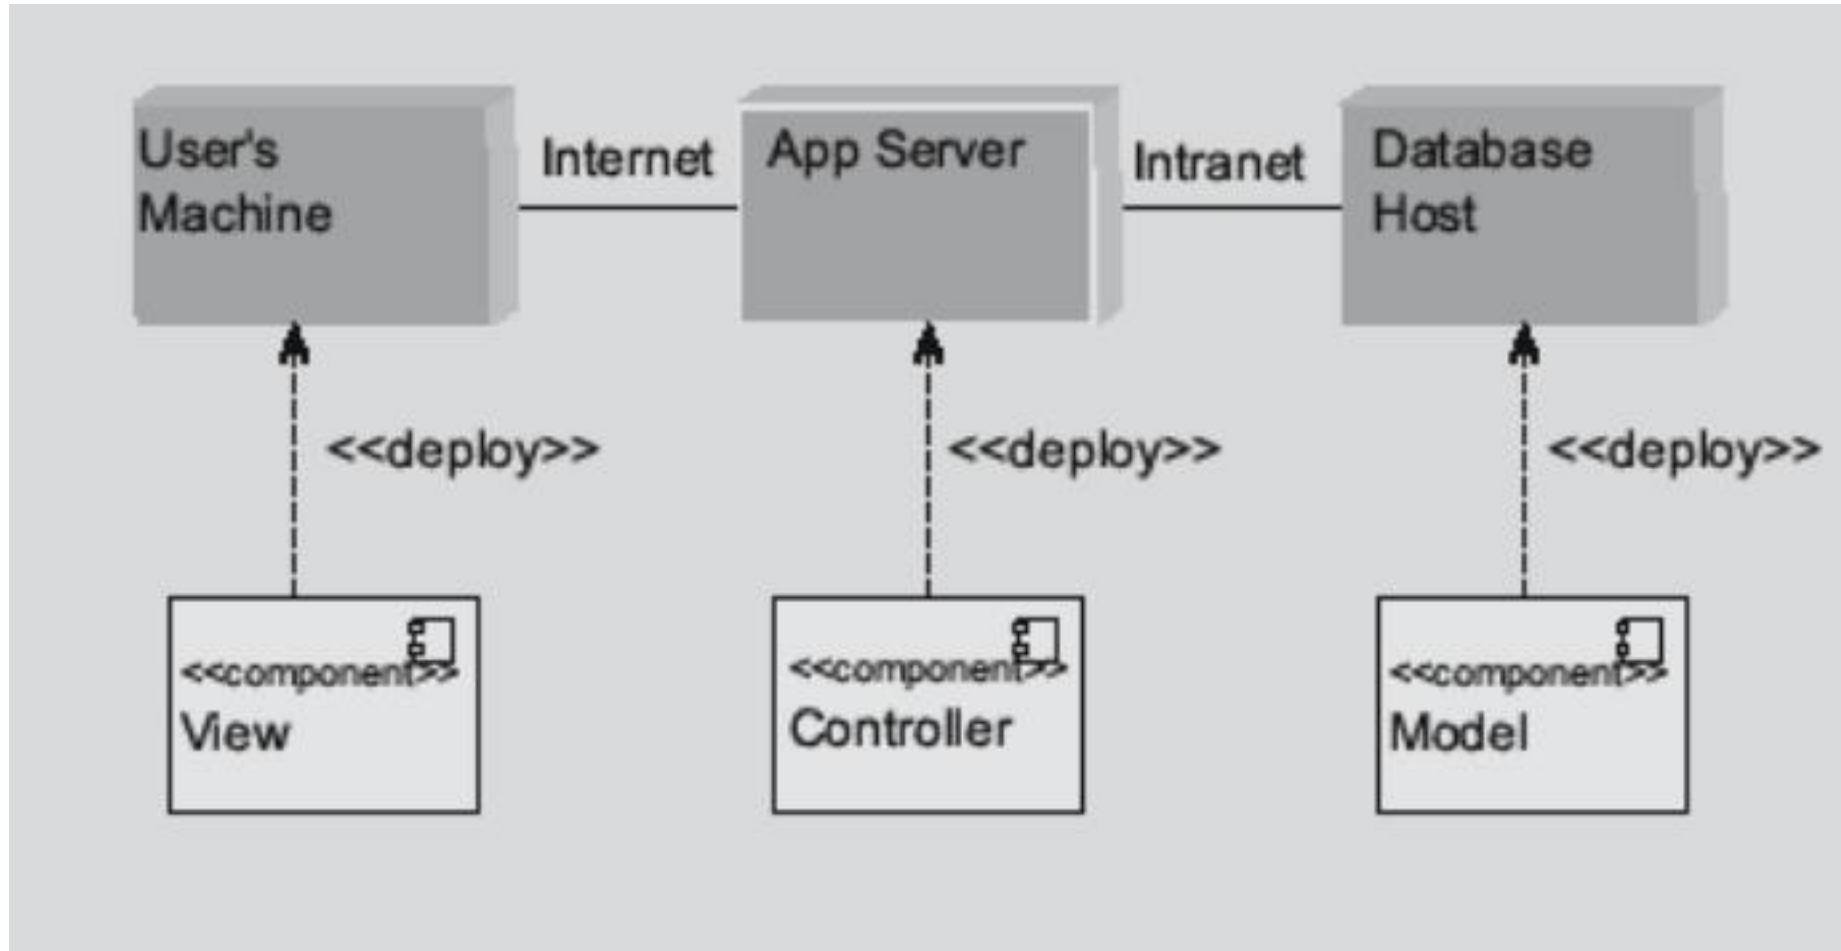 User's
Machine
Internet
App Server
Intranet
Database
Host
<<deploy>>
<<deploy>>
<<deploy>>
<<component>>
View
<<component>>
Controller
<<component>>
Model